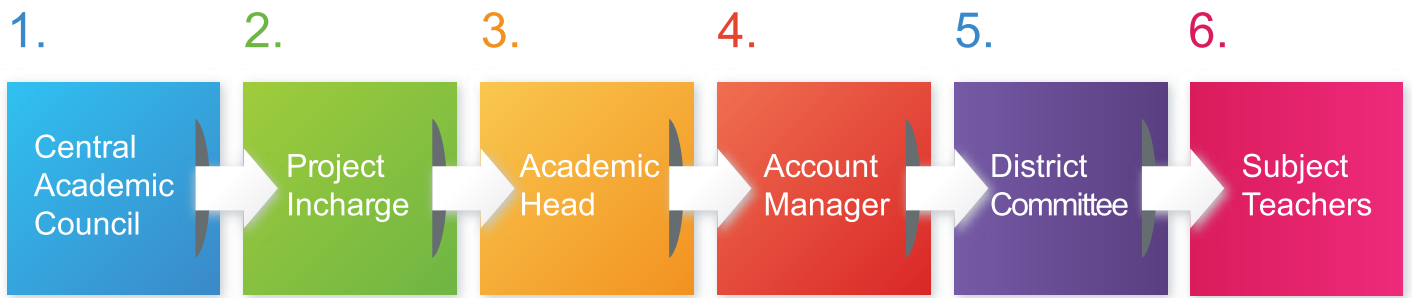 1.
2.
3.
4.
5.
6.
Central
Academic
Council
Project
Incharge
Academic
Head
Account
Manager
District
Committee
Subject
Teachers